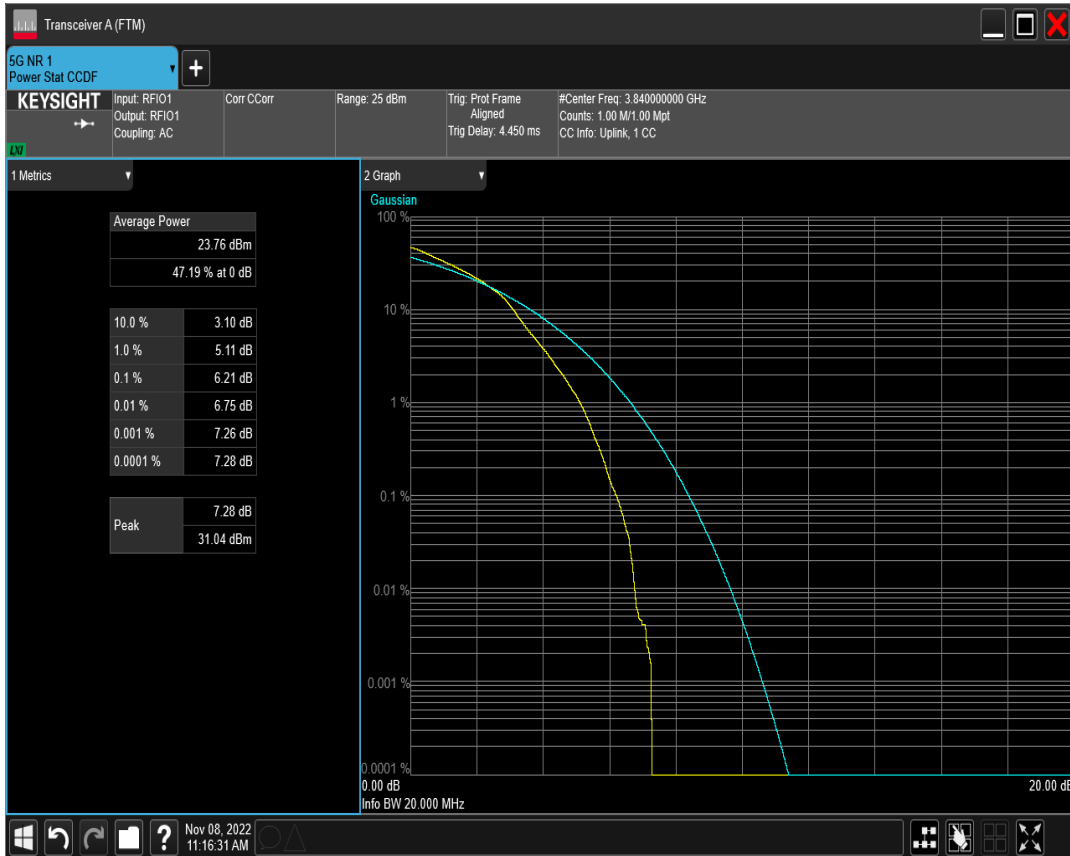 Transceiver A (FTM)
5G NR 1
Power Stat CCDF
+
KEYSIGHT
LXI
Input: RFIO1
Output: RFIO1
Coupling: AC
Corr CCorr
Range: 25 dBm
Trig: Prot Frame
Aligned
Trig Delay: 4.450 ms
#Center Freq: 3.840000000 GHz
Counts: 1.00 M/1.00 Mpt
CC Info: Uplink, 1 CC
1 Metrics
Average Power
23.76 dBm
47.19 % at 0 dB
10.0 % 3.10 dB
1.0 % 5.11 dB
0.1 % 6.21 dB
0.01 % 6.75 dB
0.001 % 7.26 dB
0.0001 % 7.28 dB
Peak
7.28 dB
31.04 dBm
2 Graph
Gaussian
100 %
10 %
1 %
0.1 %
0.01 %
0.001 %
0.0001 %
0.00 dB
20.00 dB
Info BW 20.000 MHz
?
Nov 08, 2022
11:16:31 AM